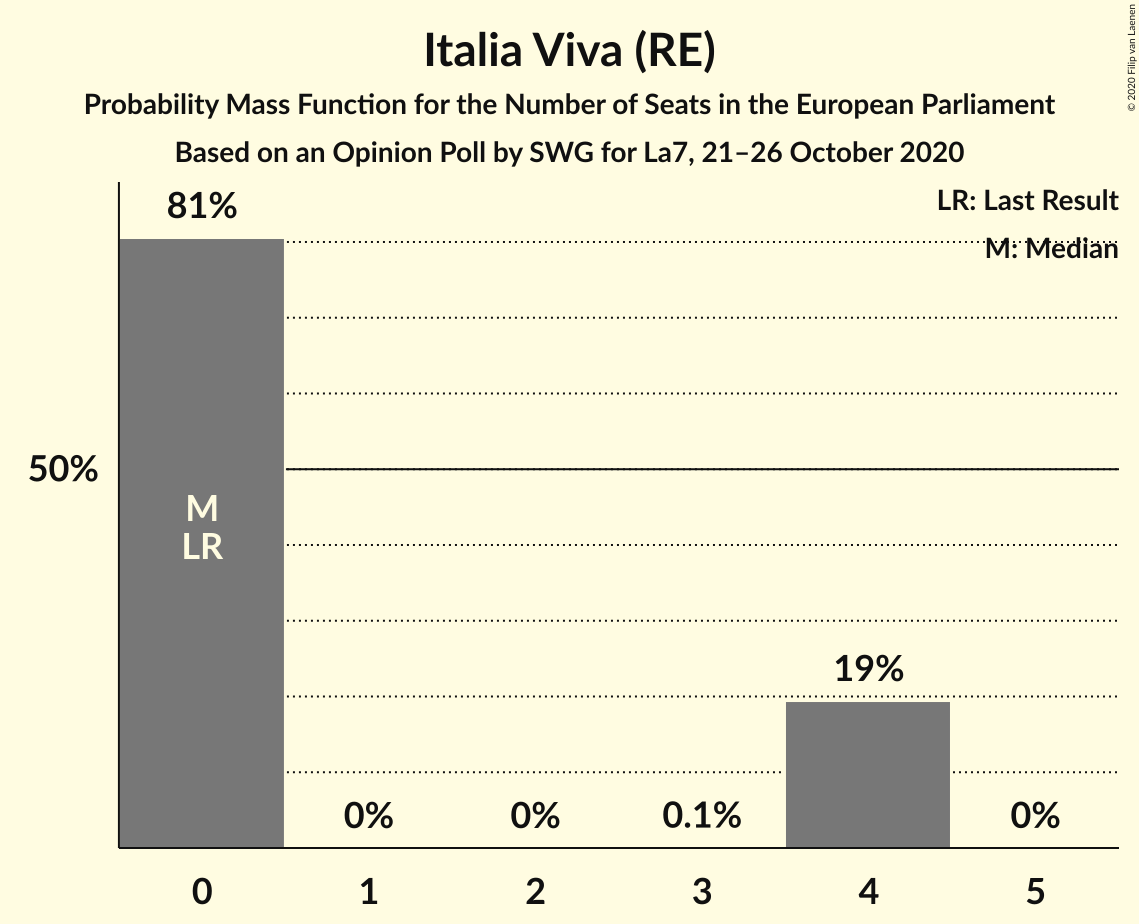 Italia Viva (RE)
Probability Mass Function for the Number of Seats in the European Parliament
Based on an Opinion Poll by SWG for La7, 21–26 October 2020
© 2020 Filip van Laenen
LR: Last Result
M: Median
81%
50%
M
LR
19%
0%
0%
0.1%
0%
0
1
2
3
4
5